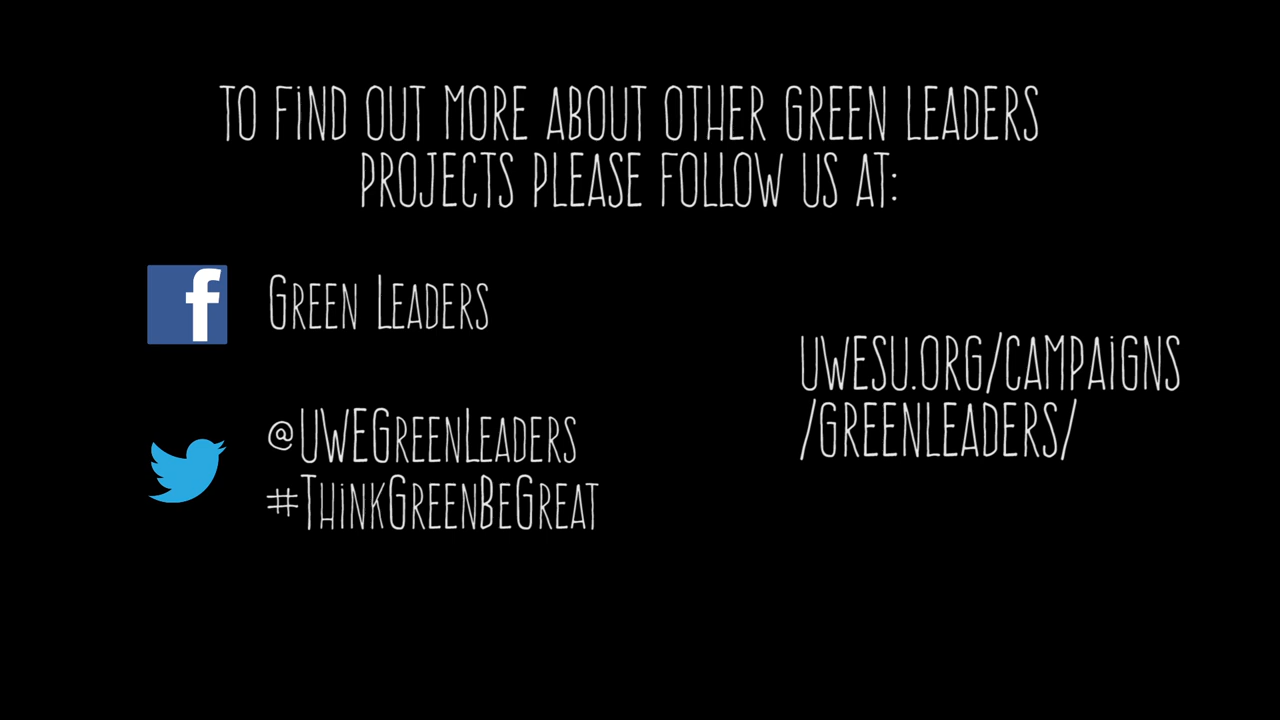 TO FIND OUT MORE ABOUT OTHER GREEN LEADERS
PROJECTS PLEASE FOLLOW US AT:
f
GREEN LEADERS
@UWEGREENLEADERS
#THINKGREENBEGREAT
UWESU.ORG/CAMPAIGNS
/GREENLEADERS/